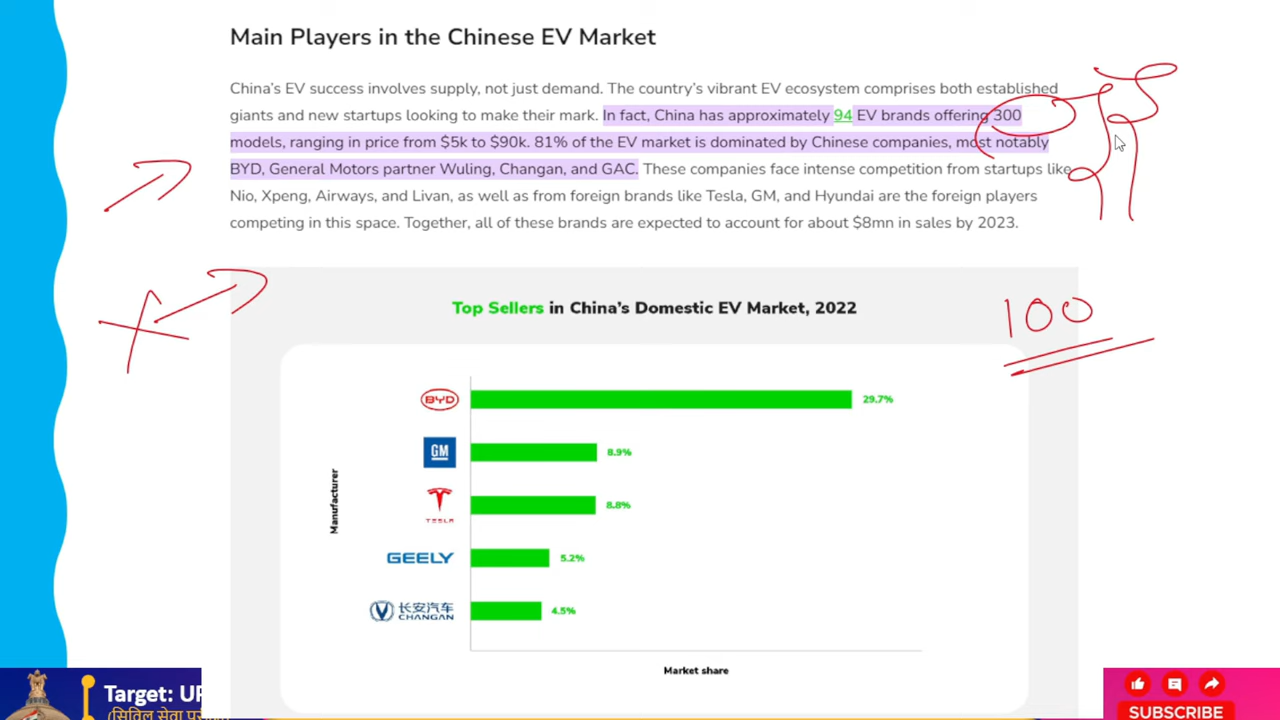 Main Players in the Chinese EV Market
China's EV success involves supply, not just demand. The country's vibrant EV ecosystem comprises both established
giants and new startups looking to make their mark. In fact, China has approximately 94 EV brands offering 300
models, ranging in price from $5k to $90k. 81% of the EV market is dominated by Chinese companies, most notably
BYD, General Motors partner Wuling, Changan, and GAC. These companies face intense competition from startups like
Nio, Xpeng, Airways, and Livan, as well as from foreign brands like Tesla, GM, and Hyundai are the foreign players
competing in this space. Together, all of these brands are expected to account for about $8mn in sales by 2023.
100
Top Sellers in China's Domestic EV Market, 2022
BYD 29.7%
GM 8.9%
TESLA 8.8%
GEELY 5.2%
长安汽车
CHANGAN 4.5%
Manufacturer
Market share
Target: UP
(सिविल सेवा परी
SUBSCRIBE